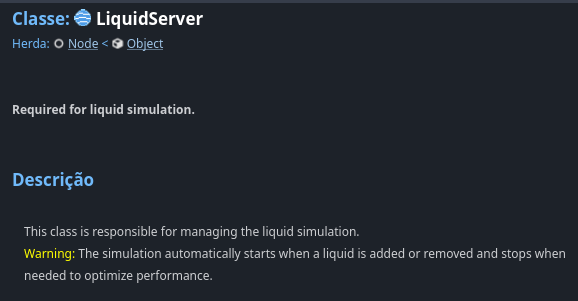 Classe: LiquidServer
Herda: Node < Object
Required for liquid simulation.
Descrição
This class is responsible for managing the liquid simulation.
Warning: The simulation automatically starts when a liquid is added or removed and stops when
needed to optimize performance.